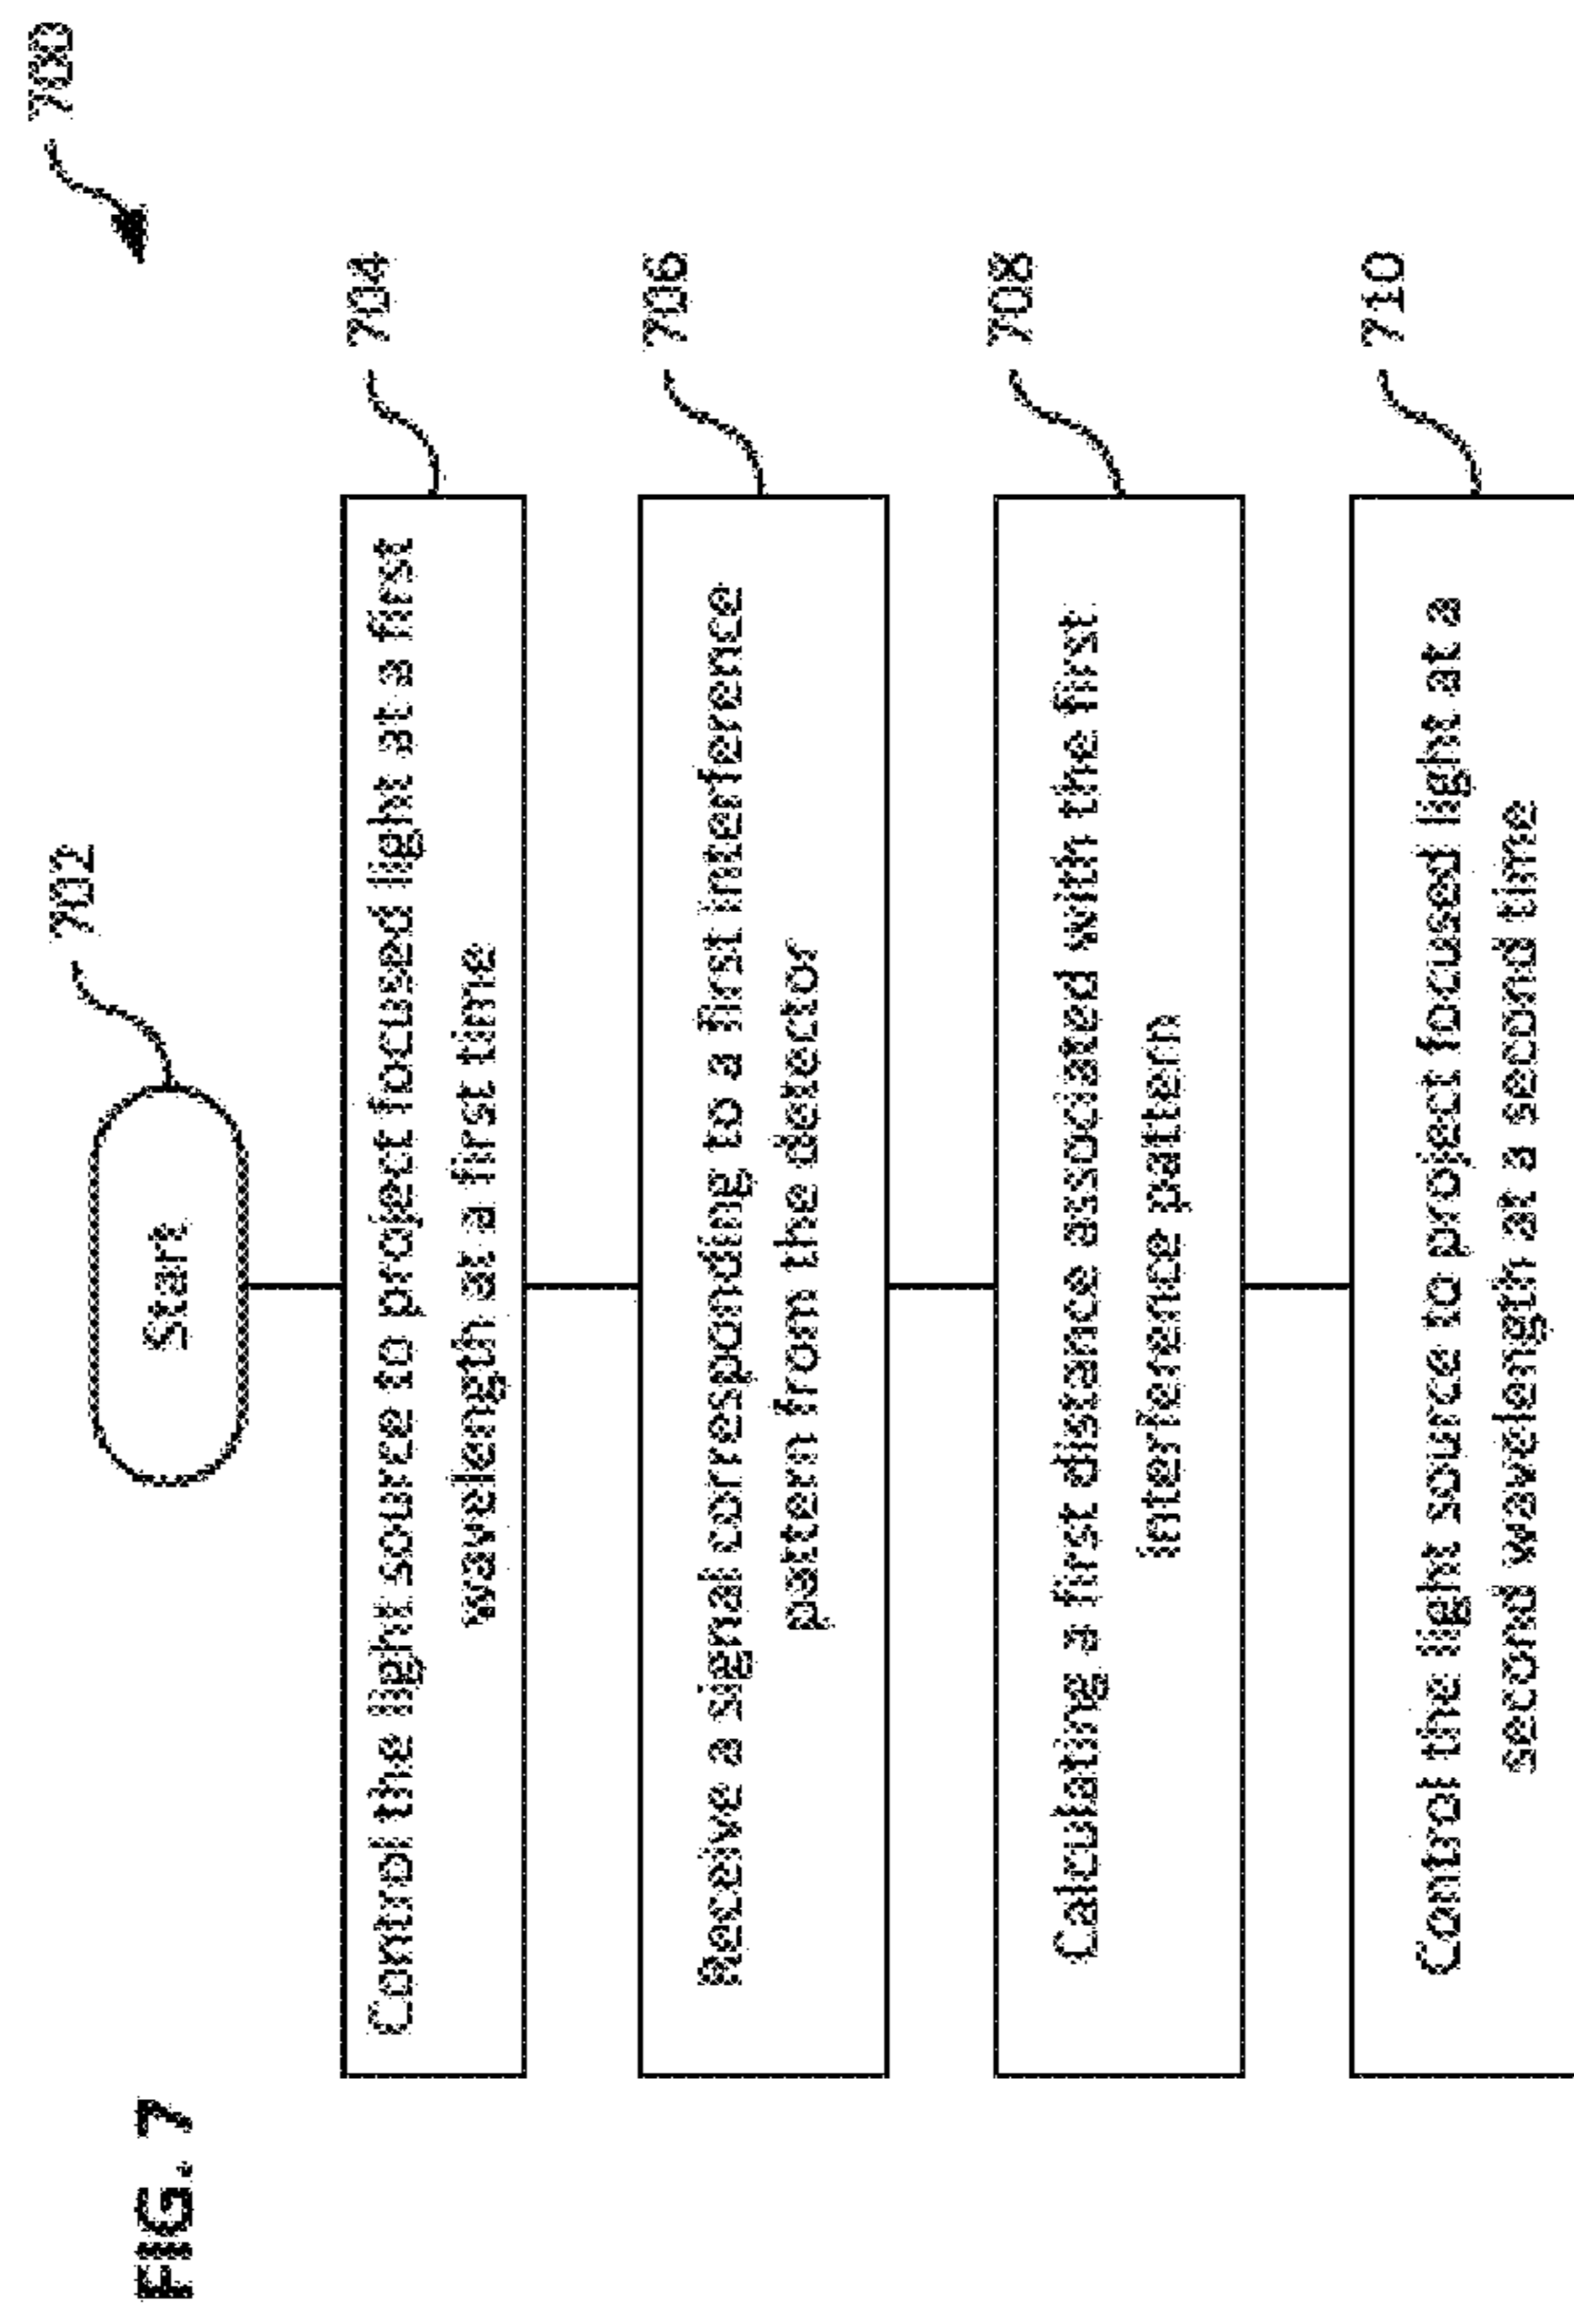 FIG. 7
700
702
Start
704
Control the light source to project focused light at a first
wavelength at a first time
706
Receive a signal corresponding to a first interference
pattern from the detector
708
Calculating a first distance associated with the first
interference pattern
710
Control the light source to project focused light at a
second wavelength at a second time